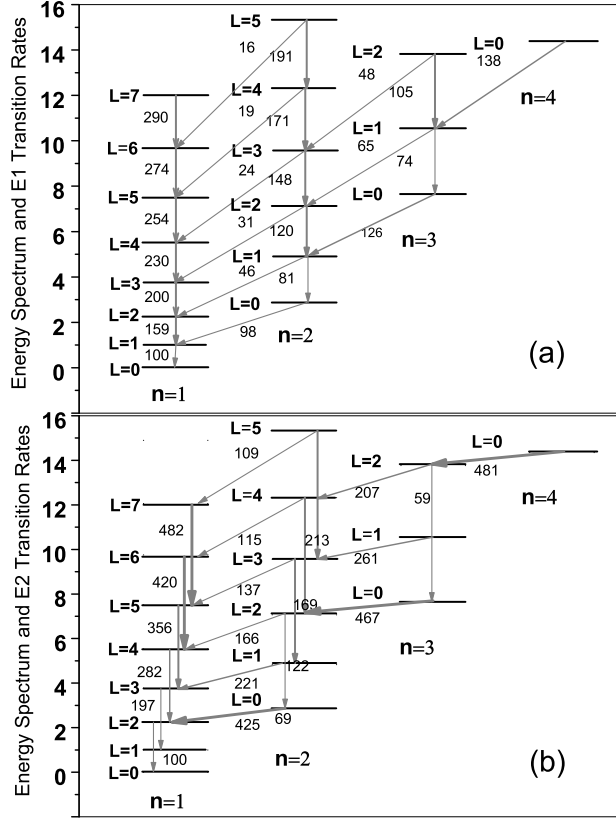 Energy Spectrum and E1 Transition Rates
16
14
12
10
8
6
4
2
0
L=7
290
L=6
274
L=5
254
L=4
230
L=3
200
L=2
159
L=1
100
L=0
n=1
L=5
16
191
L=4
19
171
L=3
24
148
L=2
31
120
L=1
46
81
L=0
98
n=2
L=2
48
105
L=1
65
74
L=0
126
n=3
L=0
138
n=4
(a)
Energy Spectrum and E2 Transition Rates
16
14
12
10
8
6
4
2
0
L=7
482
L=6
420
L=5
356
L=4
282
L=3
197
L=2
L=1
100
L=0
n=1
L=5
109
L=4
115
213
L=3
137
169
L=2
166
L=1
122
221
L=0
425
69
n=2
L=2
207
59
L=1
261
L=0
467
n=3
L=0
481
n=4
(b)